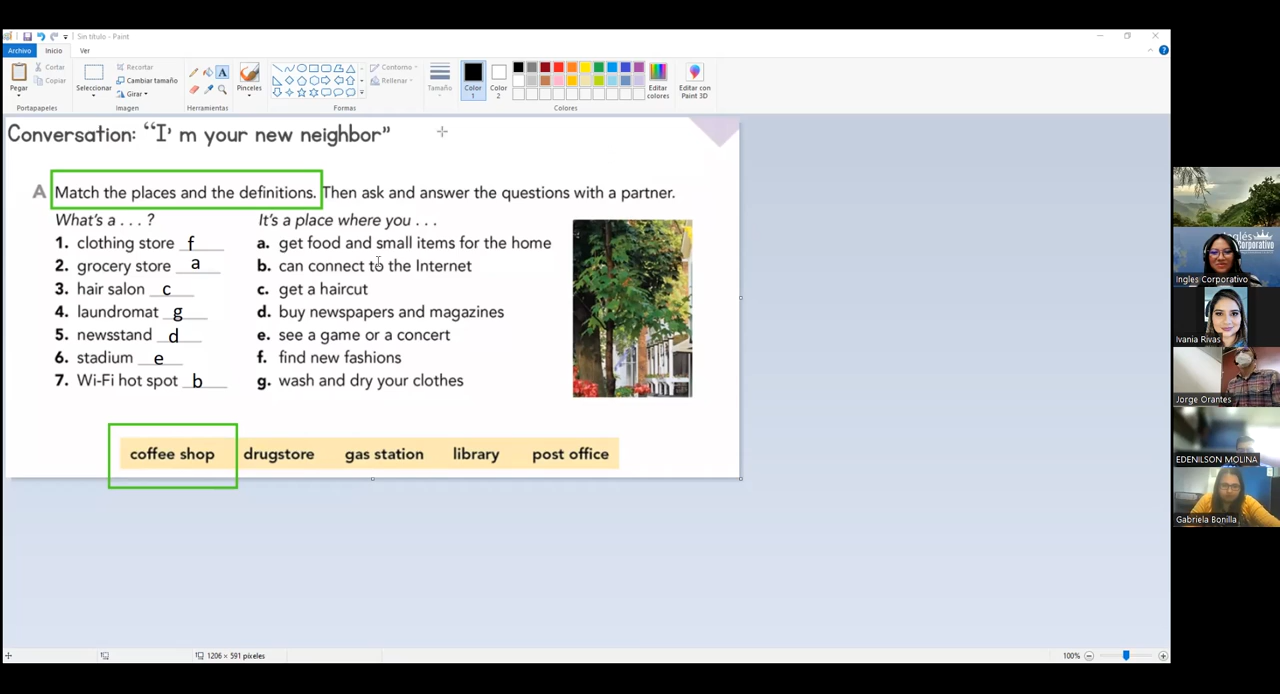 Sin título - Paint
Archivo Inicio Ver
Pegar
Cortar
Copiar
Portapapeles
Seleccionar
Recortar
Cambiar tamaño
Girar
Imagen
A
Herramientas
Pinceles
Formas
Contorno
Rellenar
Tamaño
Color 1
Color 2
Colores
Editar colores
Editar con Paint 3D
Conversation: “I’ m your new neighbor”
A Match the places and the definitions. Then ask and answer the questions with a partner.
What's a . . . ?
1. clothing store f
2. grocery store a
3. hair salon c
4. laundromat g
5. newsstand d
6. stadium e
7. Wi-Fi hot spot b
It's a place where you . . .
a. get food and small items for the home
b. can connect to the Internet
c. get a haircut
d. buy newspapers and magazines
e. see a game or a concert
f. find new fashions
g. wash and dry your clothes
coffee shop drugstore gas station library post office
1206 × 591 píxeles
100%
Inglés
Corporativo
Ingles Corporativo
Ivania Rivas
Jorge Orantes
EDENILSON MOLINA
Gabriela Bonilla